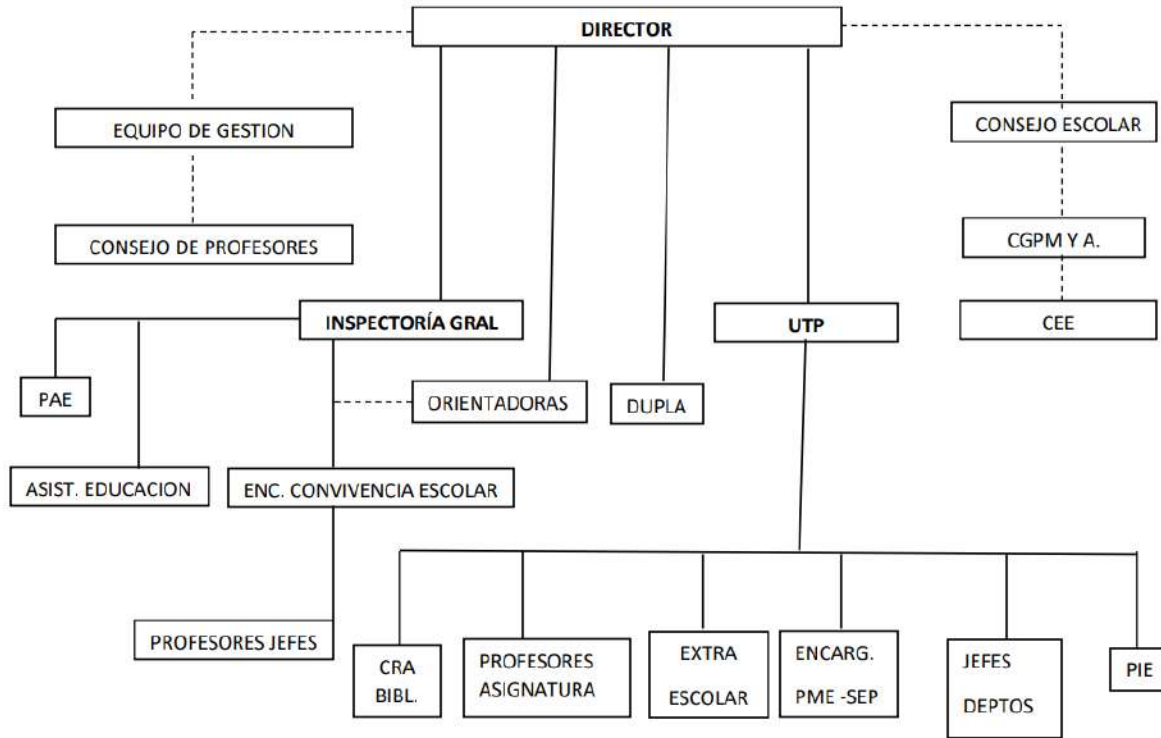 DIRECTOR
EQUIPO DE GESTION
CONSEJO ESCOLAR
CONSEJO DE PROFESORES
CGPM Y A.
INSPECTORÍA GRAL
UTP
CEE
PAE
ORIENTADORAS
DUPLA
ASIST. EDUCACION
ENC. CONVIVENCIA ESCOLAR
PROFESORES JEFES
CRA
BIBL.
PROFESORES
ASIGNATURA
EXTRA
ESCOLAR
ENCARG.
PME -SEP
JEFES
DEPTOS
PIE